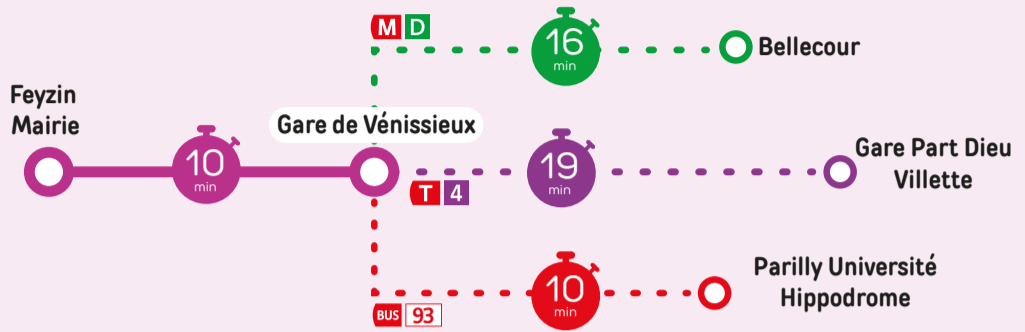 M D
16
min
Bellecour
Feyzin
Mairie
10
min
Gare de Vénissieux
T 4
19
min
Gare Part Dieu
Villette
BUS 93
10
min
Parilly Université
Hippodrome